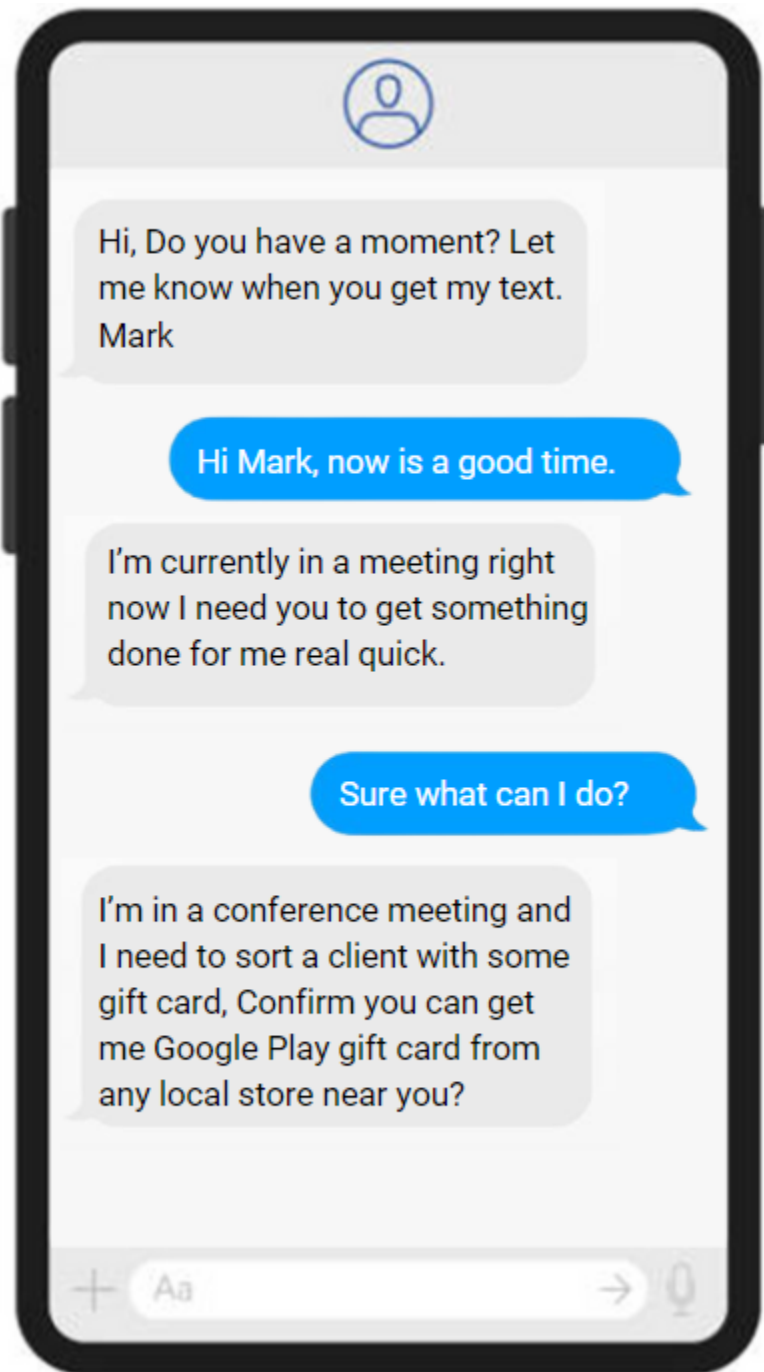 Hi, Do you have a moment? Let
me know when you get my text.
Mark
Hi Mark, now is a good time.
I’m currently in a meeting right
now I need you to get something
done for me real quick.
Sure what can I do?
I’m in a conference meeting and
I need to sort a client with some
gift card, Confirm you can get
me Google Play gift card from
any local store near you?
Aa